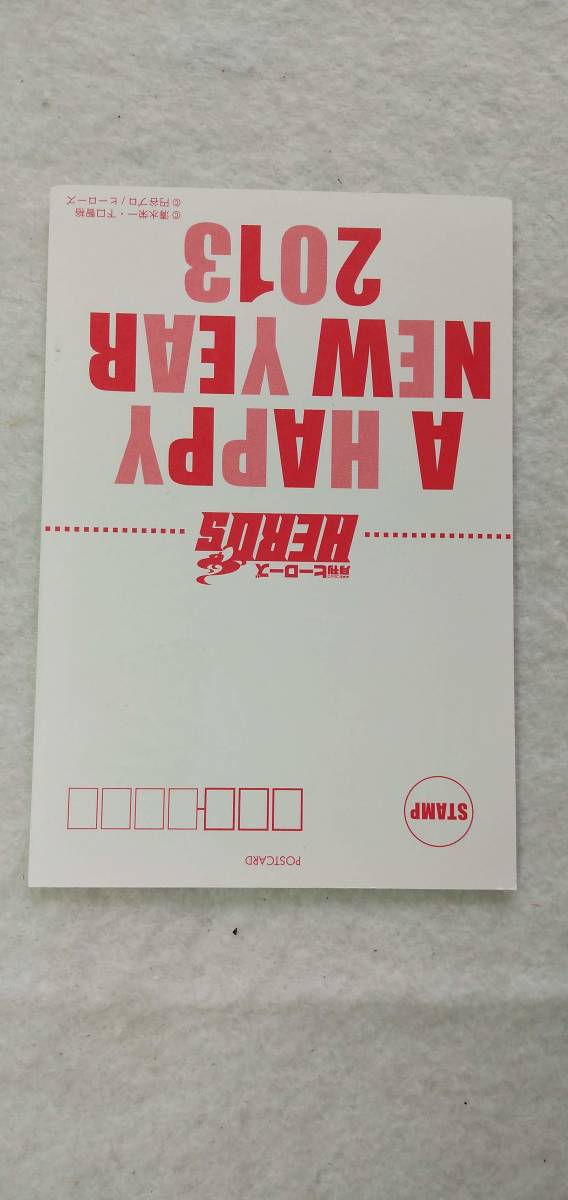 POSTCARD
STAMP
月刊ヒーローズ
HEROS
A HAPPY
NEW YEAR
2013
©清水栄一・下口智裕
©円谷プロ / ヒーローズ